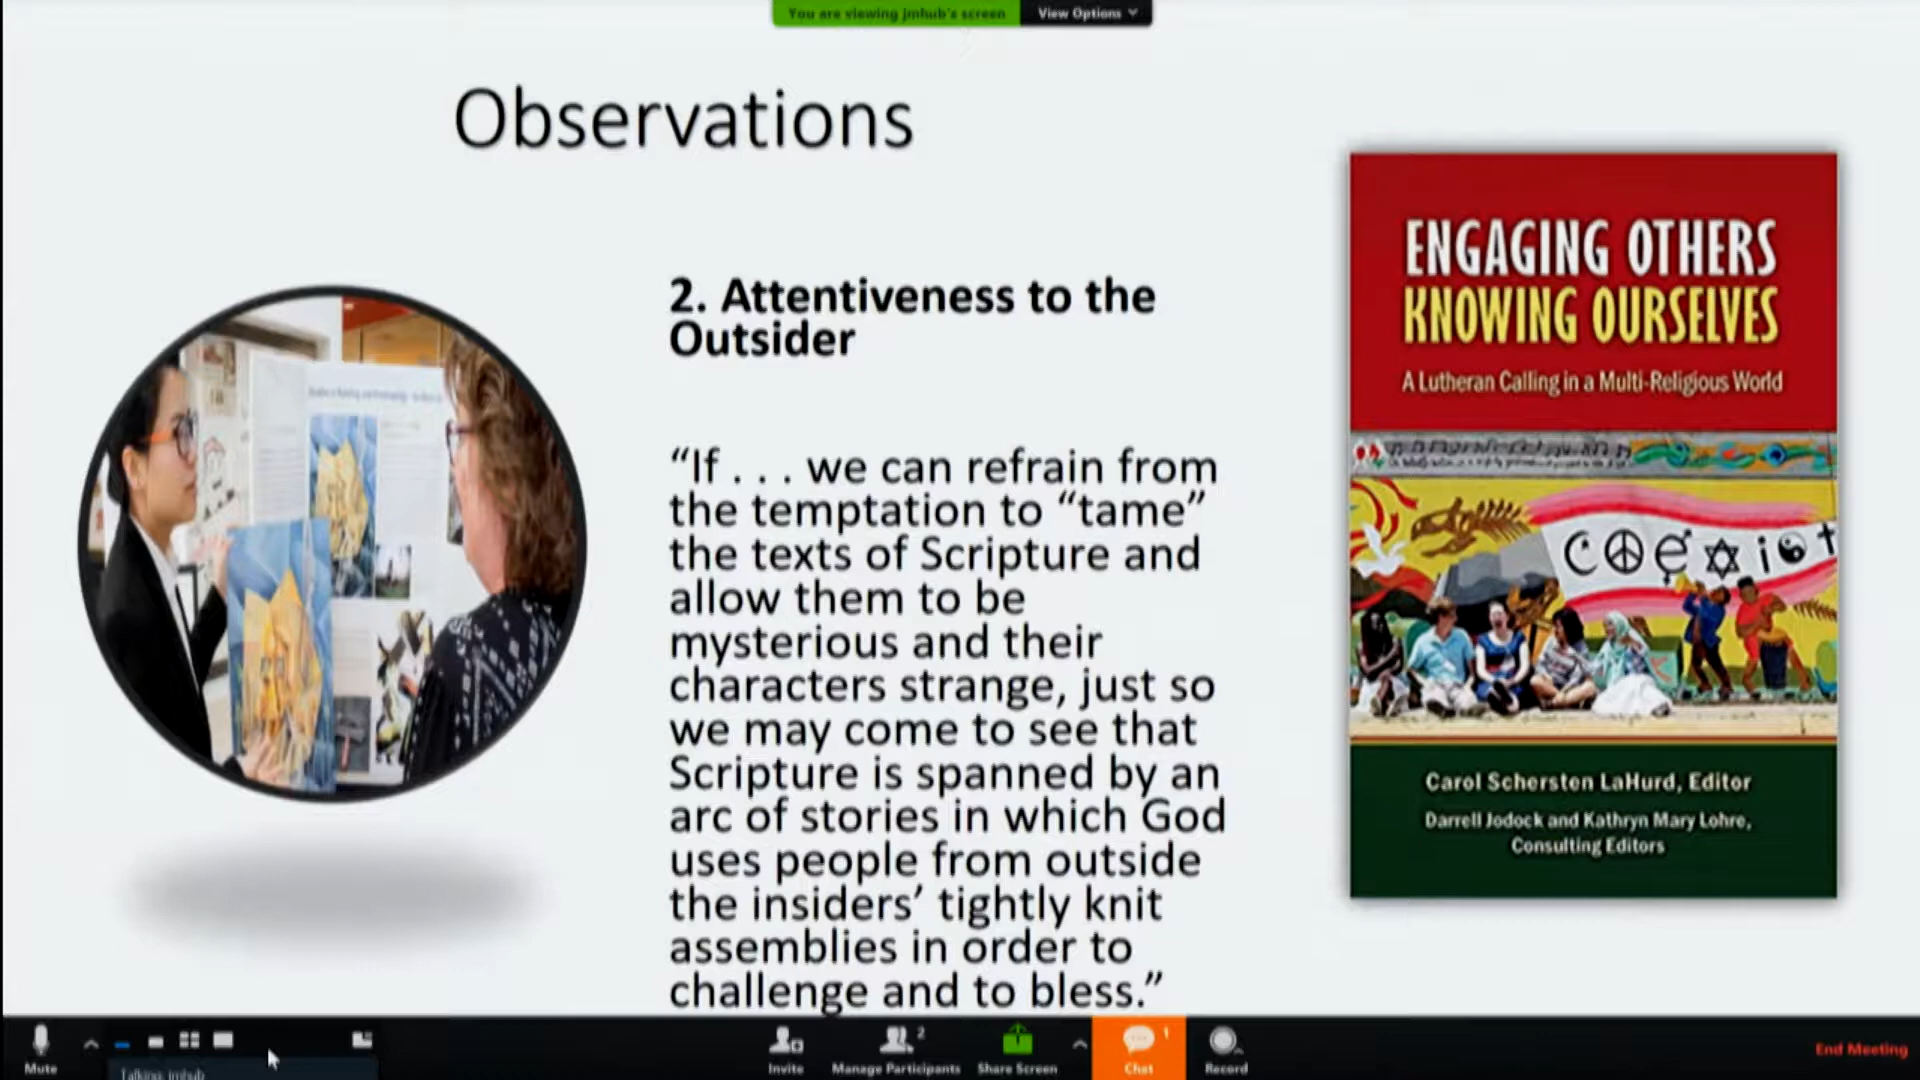 You are viewing jmhub's screen
View Options
Observations
2. Attentiveness to the
Outsider
“If . . . we can refrain from
the temptation to “tame”
the texts of Scripture and
allow them to be
mysterious and their
characters strange, just so
we may come to see that
Scripture is spanned by an
arc of stories in which God
uses people from outside
the insiders’ tightly knit
assemblies in order to
challenge and to bless.”
ENGAGING OTHERS
KNOWING OURSELVES
A Lutheran Calling in a Multi-Religious World
COEXIST
Carol Schersten LaHurd, Editor
Darrell Jodock and Kathryn Mary Lohre,
Consulting Editors
Mute
Talking: jmhub
Invite
2
Manage Participants
Share Screen
1
Chat
Record
End Meeting